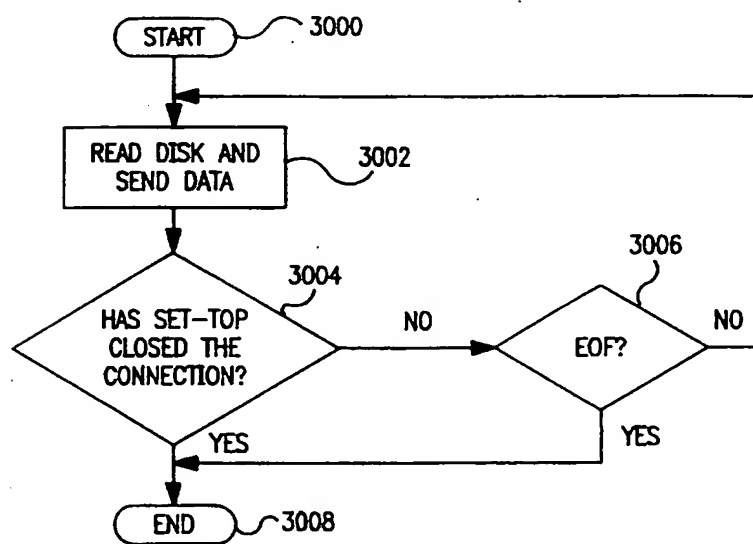 START
3000
READ DISK AND
SEND DATA
3002
HAS SET-TOP
CLOSED THE
CONNECTION?
3004
NO
EOF?
3006
NO
YES
YES
END
3008